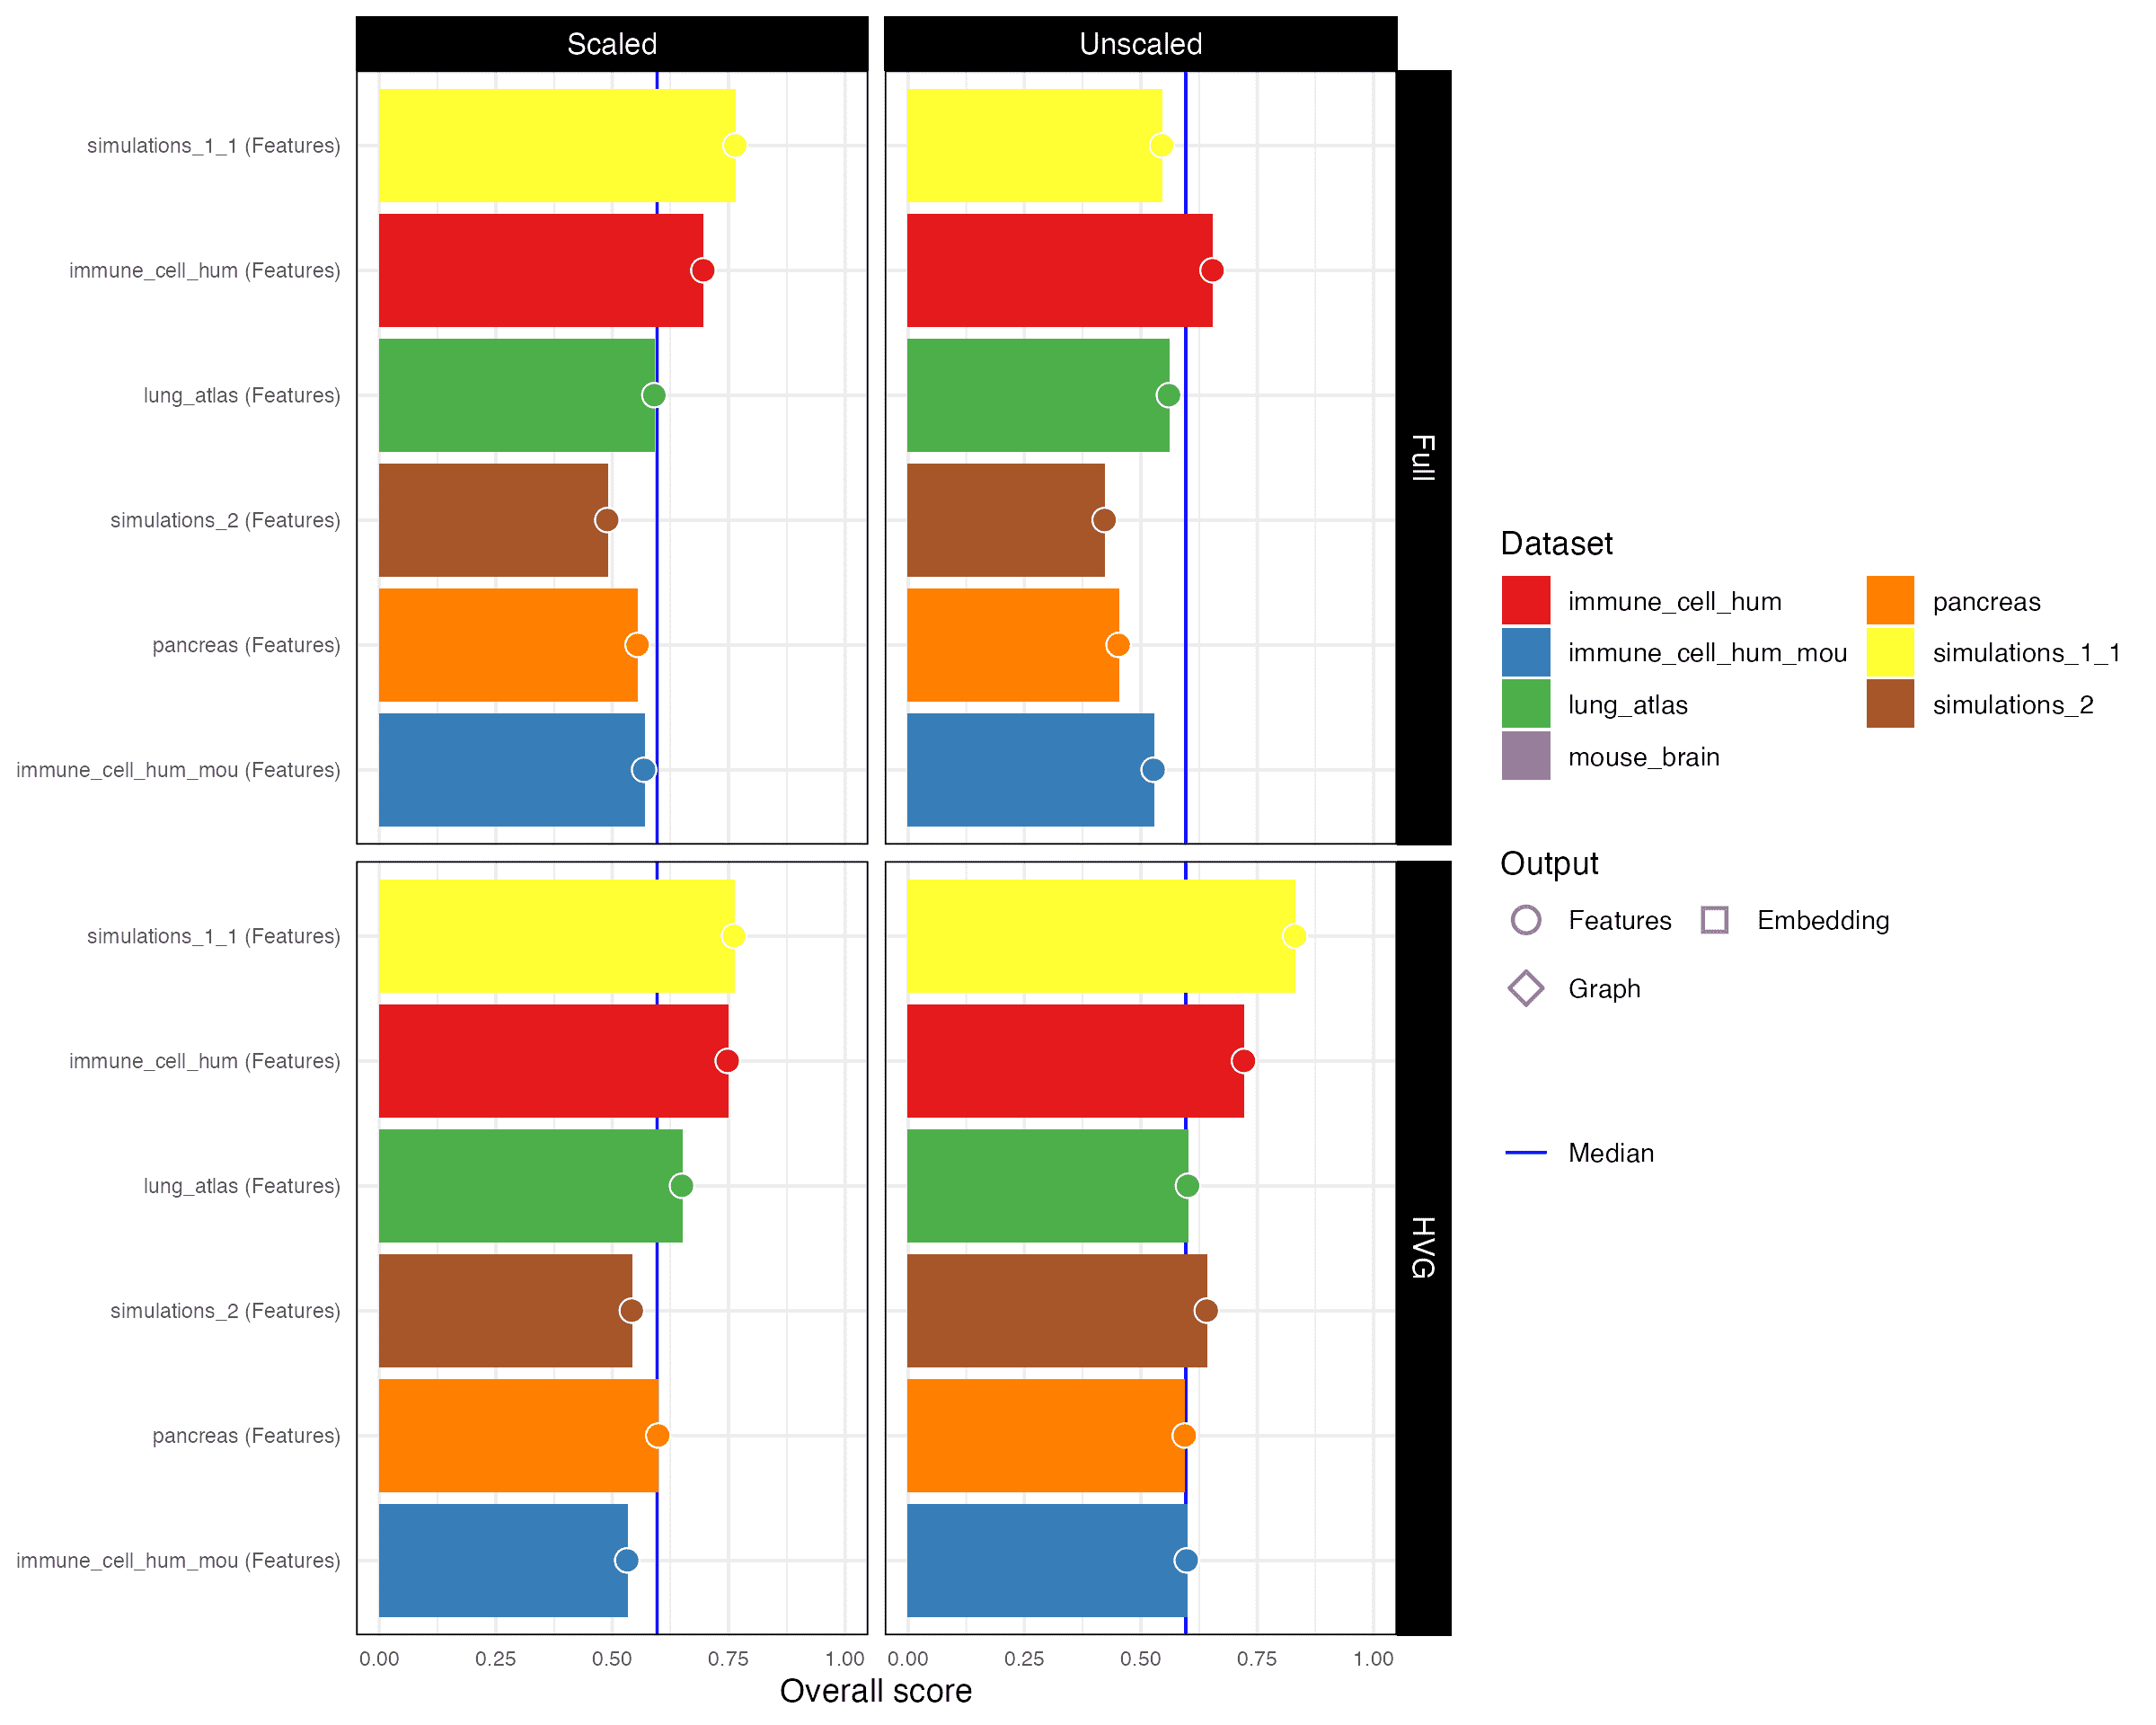 Scaled
Unscaled
simulations_1_1 (Features)
immune_cell_hum (Features)
lung_atlas (Features)
simulations_2 (Features)
pancreas (Features)
immune_cell_hum_mou (Features)
Full
simulations_1_1 (Features)
immune_cell_hum (Features)
lung_atlas (Features)
simulations_2 (Features)
pancreas (Features)
immune_cell_hum_mou (Features)
HVG
0.00 0.25 0.50 0.75 1.00
0.00 0.25 0.50 0.75 1.00
Overall score
Dataset
immune_cell_hum
immune_cell_hum_mou
lung_atlas
mouse_brain
pancreas
simulations_1_1
simulations_2
Output
Features
Embedding
Graph
Median